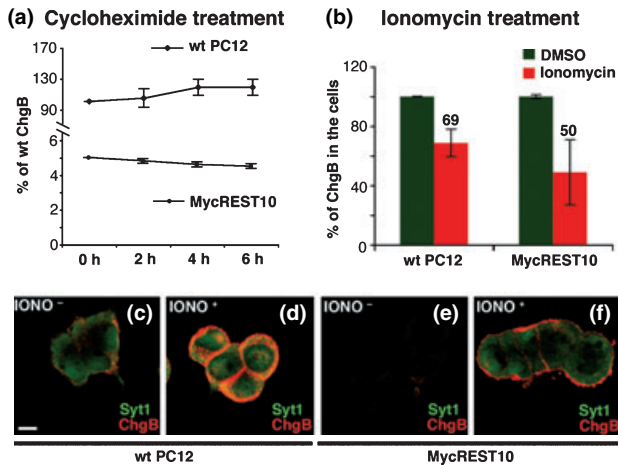 (a) Cycloheximide treatment
170
130
90
6
4
2
0
% of wt ChgB
wt PC12
MycREST10
0 h 2 h 4 h 6 h
(b) Ionomycin treatment
DMSO
Ionomycin
120
80
60
40
0
% of ChgB in the cells
69
50
wt PC12 MycREST10
IONO⁻ (c)
Syt1
ChgB
IONO⁺ (d)
Syt1
ChgB
IONO⁻ (e)
Syt1
ChgB
IONO⁺ (f)
Syt1
ChgB
wt PC12 MycREST10